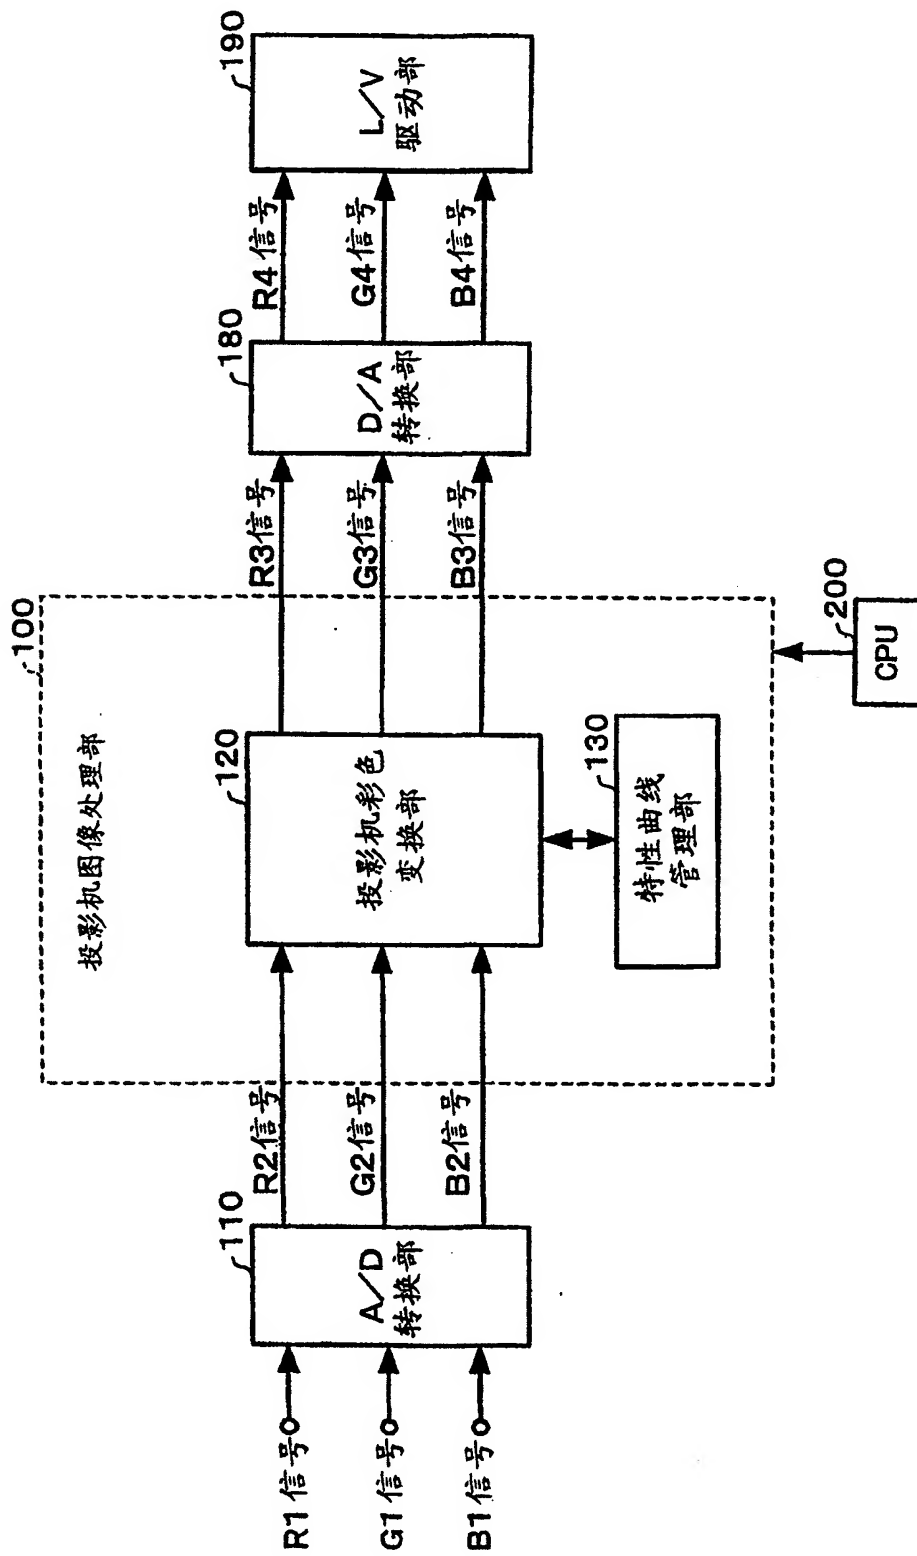 100
投影机图像处理部
R1信号
G1信号
B1信号
110
A/D
转换部
R2信号
G2信号
B2信号
120
投影机彩色
变换部
130
特性曲线
管理部
R3信号
G3信号
B3信号
180
D/A
转换部
R4信号
G4信号
B4信号
190
L/V
驱动部
200
CPU